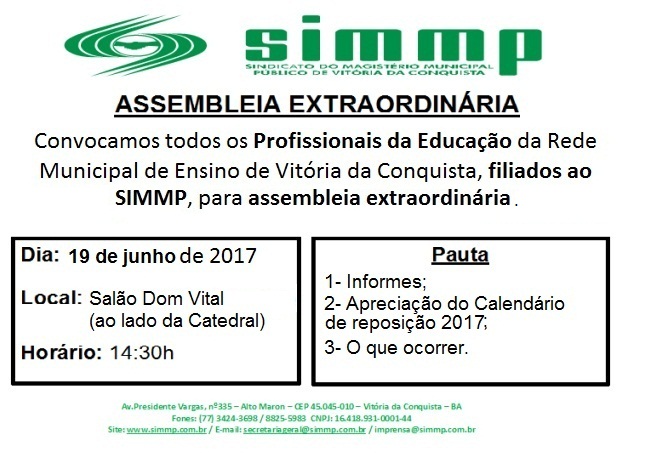 simmp
SINDICATO DO MAGISTÉRIO MUNICIPAL
PÚBLICO DE VITÓRIA DA CONQUISTA
ASSEMBLEIA EXTRAORDINÁRIA
Convocamos todos os Profissionais da Educação da Rede
Municipal de Ensino de Vitória da Conquista, filiados ao
SIMMP, para assembleia extraordinária.
Dia: 19 de junho de 2017
Local: Salão Dom Vital
(ao lado da Catedral)
Horário: 14:30h
Pauta
1- Informes;
2- Apreciação do Calendário
de reposição 2017;
3- O que ocorrer.
Av.Presidente Vargas, nº335 – Alto Maron – CEP 45.045-010 – Vitória da Conquista – BA
Fones: (77) 3424-3698 / 8825-5983 CNPJ: 16.418.931-0001-44
Site: www.simmp.com.br / E-mail: secretariageral@simmp.com.br / imprensa@simmp.com.br